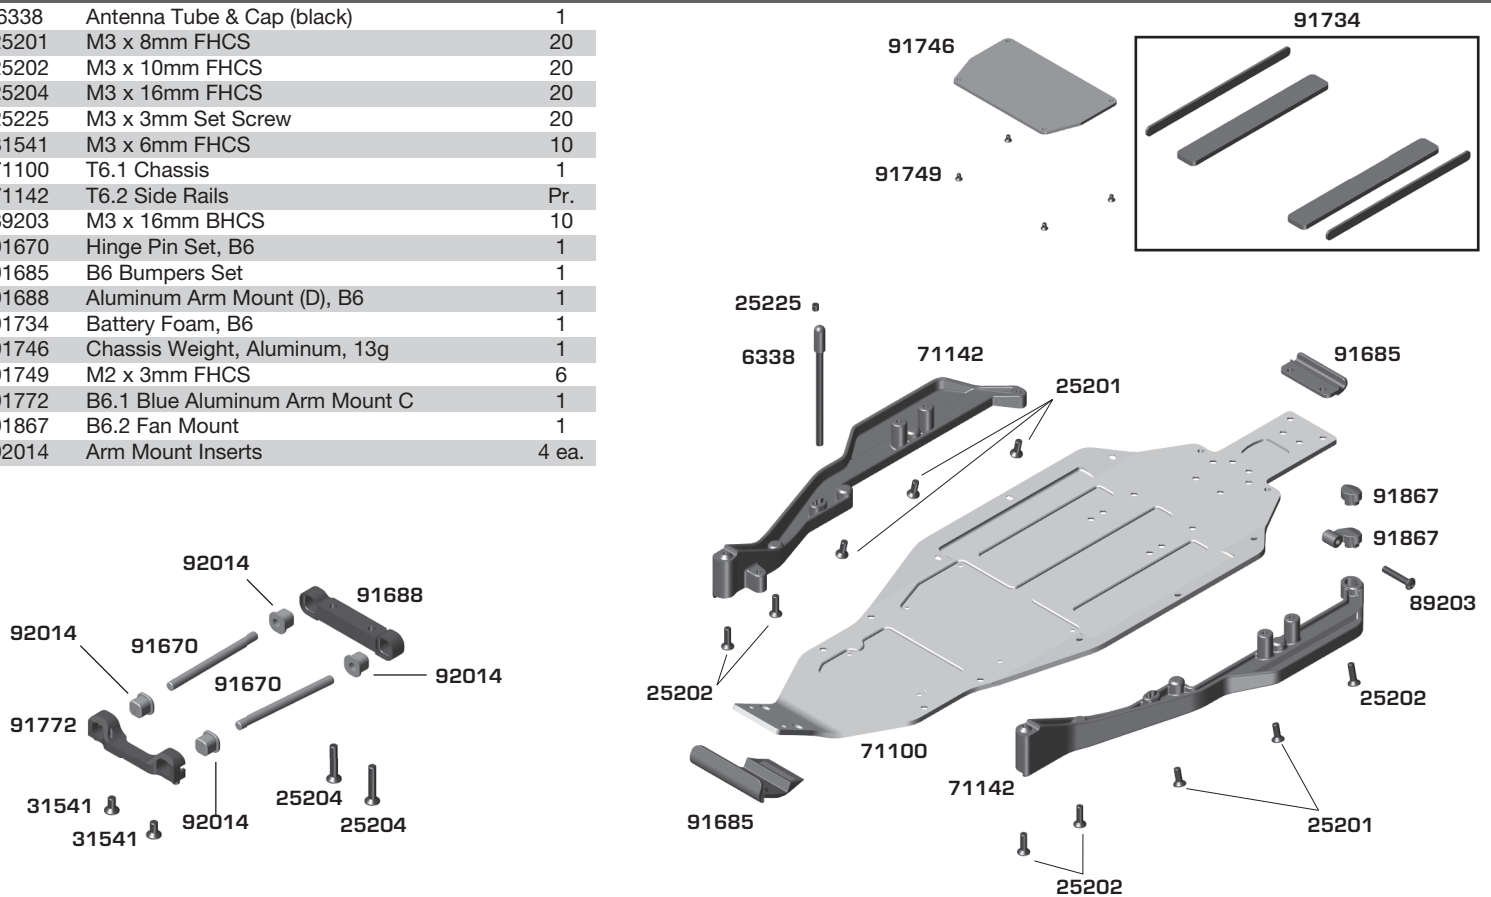 6338 Antenna Tube & Cap (black) 1
25201 M3 x 8mm FHCS 20
25202 M3 x 10mm FHCS 20
25204 M3 x 16mm FHCS 20
25225 M3 x 3mm Set Screw 20
31541 M3 x 6mm FHCS 10
71100 T6.1 Chassis 1
71142 T6.2 Side Rails Pr.
89203 M3 x 16mm BHCS 10
91670 Hinge Pin Set, B6 1
91685 B6 Bumpers Set 1
91688 Aluminum Arm Mount (D), B6 1
91734 Battery Foam, B6 1
91746 Chassis Weight, Aluminum, 13g 1
91749 M2 x 3mm FHCS 6
91772 B6.1 Blue Aluminum Arm Mount C 1
91867 B6.2 Fan Mount 1
92014 Arm Mount Inserts 4 ea.
91734
91746
91749
25225
6338
71142
25201
91685
91867
91867
89203
25202
25202
71100
71142
91685
25201
25202
92014
91688
92014
91670
91670
92014
91772
31541
31541
92014
25204
25204